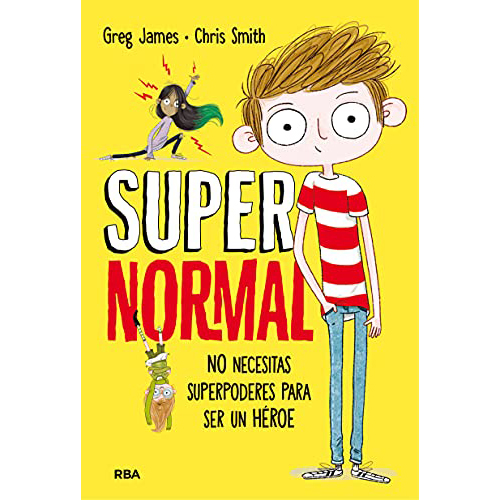 Greg James • Chris Smith
SUPER
NORMAL
NO NECESITAS
SUPERPODERES PARA
SER UN HÉROE
RBA